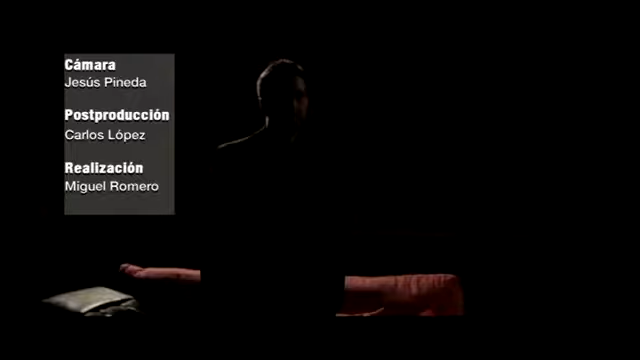 Cámara
Jesús Pineda
Postproducción
Carlos López
Realización
Miguel Romero